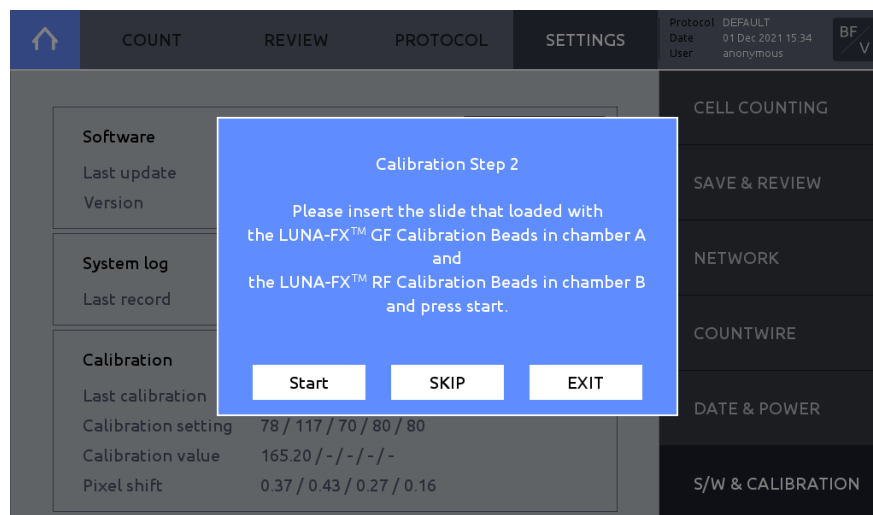 COUNT
REVIEW
PROTOCOL
SETTINGS
Protocol DEFAULT
Date 01 Dec 2021 15:34
User anonymous
BF/V
Software
Last update
Version
System log
Last record
Calibration
Last calibration
Calibration setting 78 / 117 / 70 / 80 / 80
Calibration value 165.20 / - / - / - / -
Pixel shift 0.37 / 0.43 / 0.27 / 0.16
Calibration Step 2
Please insert the slide that loaded with
the LUNA-FX™ GF Calibration Beads in chamber A
and
the LUNA-FX™ RF Calibration Beads in chamber B
and press start.
Start
SKIP
EXIT
CELL COUNTING
SAVE & REVIEW
NETWORK
COUNTWIRE
DATE & POWER
S/W & CALIBRATION